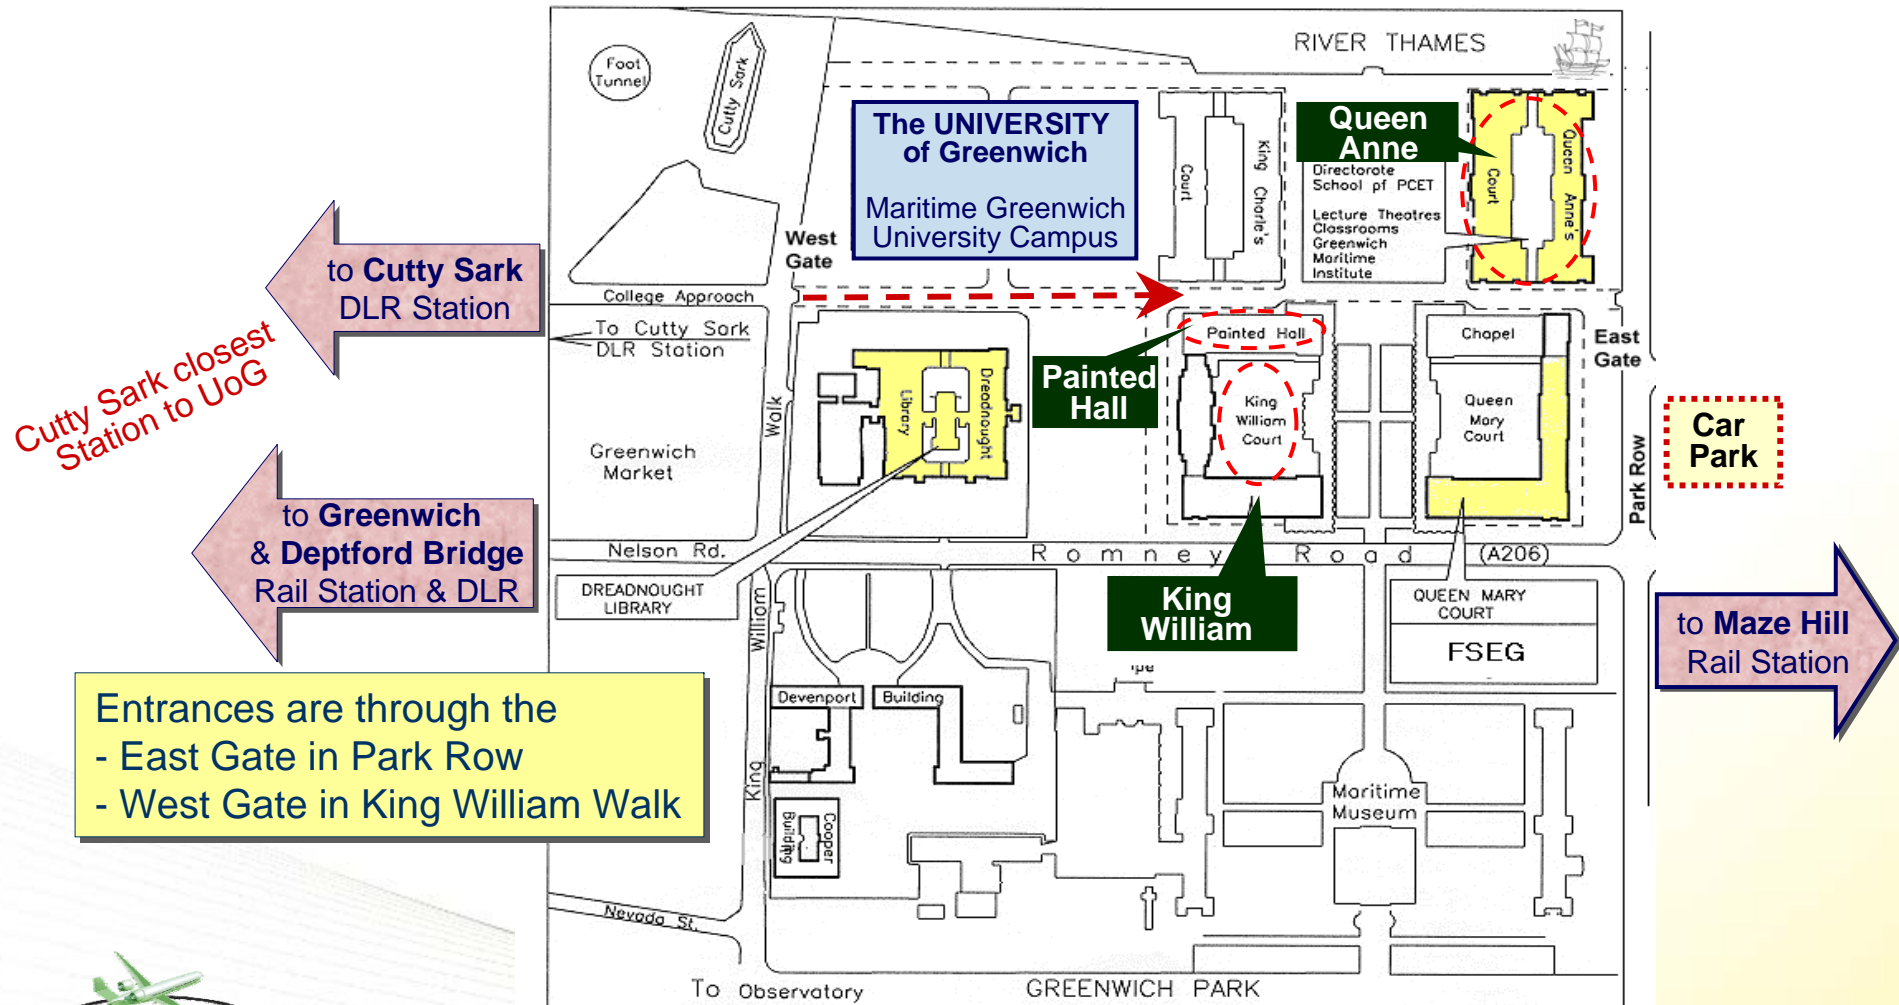 RIVER THAMES
Foot
Tunnel
Cutty Sark
The UNIVERSITY
of Greenwich
Maritime Greenwich
University Campus
King Charle's
Court
Queen
Anne
Directorate
School pf PCET
Lecture Theatres
Classrooms
Greenwich
Maritime
Institute
Queen Anne's
Court
West
Gate
to Cutty Sark
DLR Station
College Approach
To Cutty Sark
DLR Station
Cutty Sark closest
Station to UoG
Painted Hall
Chapel
East
Gate
Painted
Hall
King
William
Court
Queen
Mary
Court
Dreadnought
Library
Walk
Greenwich
Market
Car
Park
Park Row
to Greenwich
& Deptford Bridge
Rail Station & DLR
Nelson Rd.
Romney Road (A206)
DREADNOUGHT
LIBRARY
King
William
QUEEN MARY
COURT
FSEG
to Maze Hill
Rail Station
King William
Entrances are through the
- East Gate in Park Row
- West Gate in King William Walk
Devenport Building
Cooper
Building
Maritime
Museum
Nevada St.
To Observatory
GREENWICH PARK